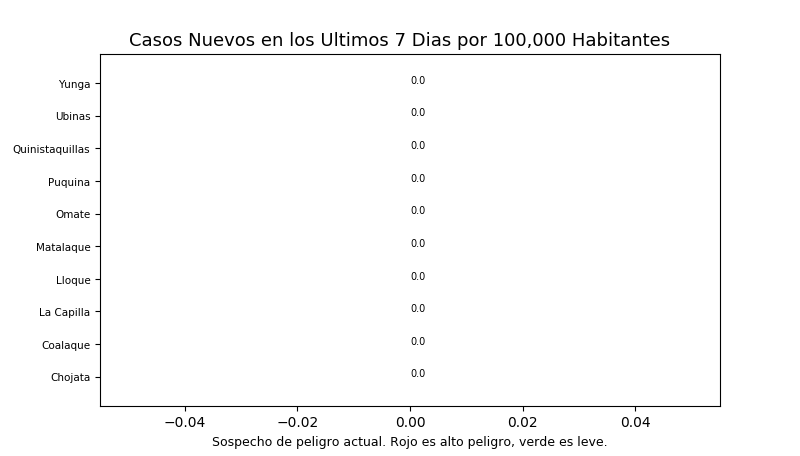 Casos Nuevos en los Ultimos 7 Dias por 100,000 Habitantes
Yunga 0.0
Ubinas 0.0
Quinistaquillas 0.0
Puquina 0.0
Omate 0.0
Matalaque 0.0
Lloque 0.0
La Capilla 0.0
Coalaque 0.0
Chojata 0.0
−0.04 −0.02 0.00 0.02 0.04
Sospecho de peligro actual. Rojo es alto peligro, verde es leve.